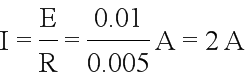 I = E/R = 0.01/0.005 A = 2 A